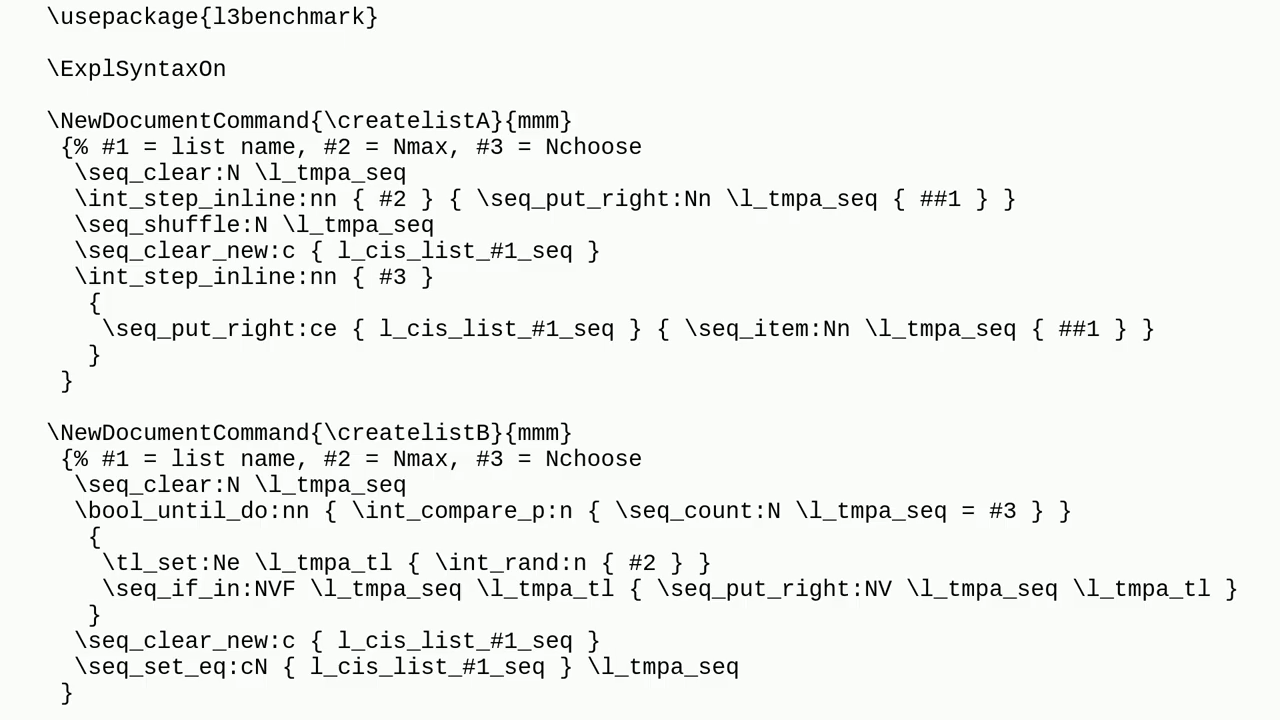 \usepackage{l3benchmark}
\ExplSyntaxOn
\NewDocumentCommand{\createlistA}{mmm}
{% #1 = list name, #2 = Nmax, #3 = Nchoose
\seq_clear:N \l_tmpa_seq
\int_step_inline:nn { #2 } { \seq_put_right:Nn \l_tmpa_seq { ##1 } }
\seq_shuffle:N \l_tmpa_seq
\seq_clear_new:c { l_cis_list_#1_seq }
\int_step_inline:nn { #3 }
{
\seq_put_right:ce { l_cis_list_#1_seq } { \seq_item:Nn \l_tmpa_seq { ##1 } }
}
}
\NewDocumentCommand{\createlistB}{mmm}
{% #1 = list name, #2 = Nmax, #3 = Nchoose
\seq_clear:N \l_tmpa_seq
\bool_until_do:nn { \int_compare_p:n { \seq_count:N \l_tmpa_seq = #3 } }
{
\tl_set:Ne \l_tmpa_tl { \int_rand:n { #2 } }
\seq_if_in:NVF \l_tmpa_seq \l_tmpa_tl { \seq_put_right:NV \l_tmpa_seq \l_tmpa_tl }
}
\seq_clear_new:c { l_cis_list_#1_seq }
\seq_set_eq:cN { l_cis_list_#1_seq } \l_tmpa_seq
}